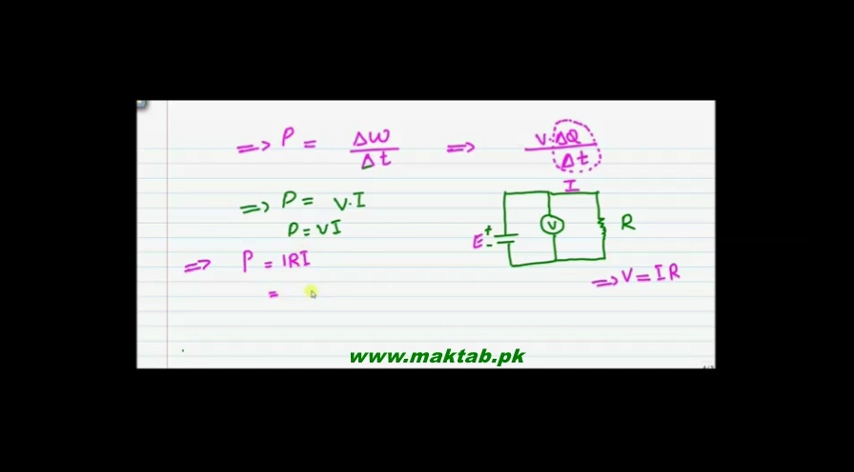 => P = ΔW/Δt => V.ΔQ/Δt
I
=> P = V.I
P = VI
V
R
+
E
-
=> P = IRI
=> V = IR
=
www.maktab.pk